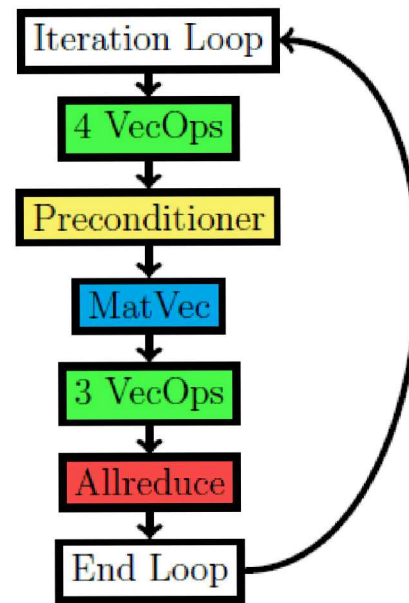 Iteration Loop
4 VecOps
Preconditioner
MatVec
3 VecOps
Allreduce
End Loop